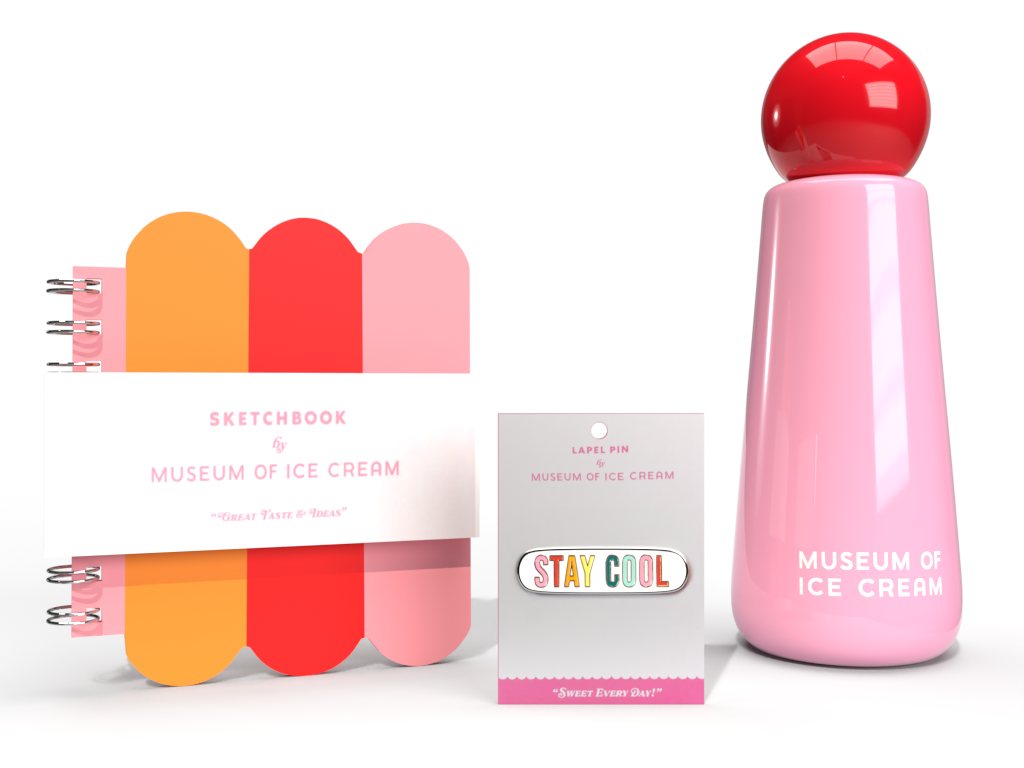 SKETCHBOOK
by
MUSEUM OF ICE CREAM
“GREAT TASTE & IDEAS”
LAPEL PIN
by
MUSEUM OF ICE CREAM
STAY COOL
“SWEET EVERY DAY!”
MUSEUM OF
ICE CREAM